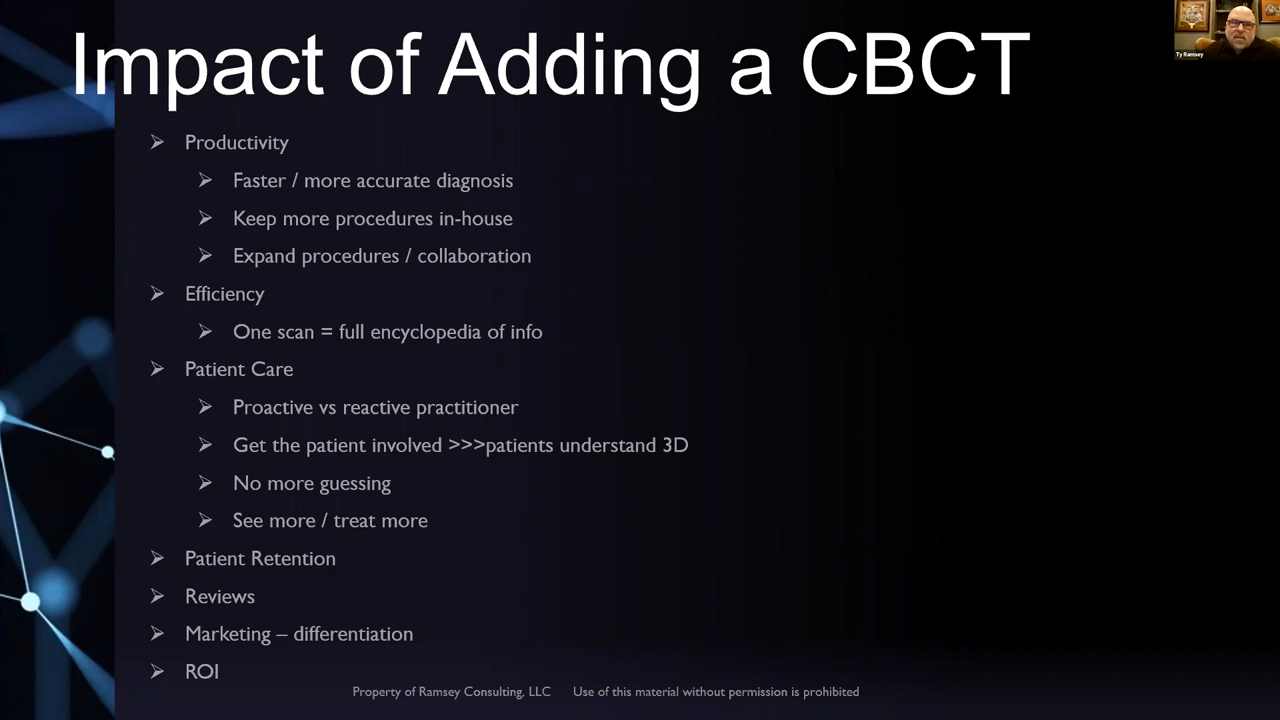 Impact of Adding a CBCT
Ty Ramsey
Productivity
Faster / more accurate diagnosis
Keep more procedures in-house
Expand procedures / collaboration
Efficiency
One scan = full encyclopedia of info
Patient Care
Proactive vs reactive practitioner
Get the patient involved >>>patients understand 3D
No more guessing
See more / treat more
Patient Retention
Reviews
Marketing – differentiation
ROI
Property of Ramsey Consulting, LLC Use of this material without permission is prohibited